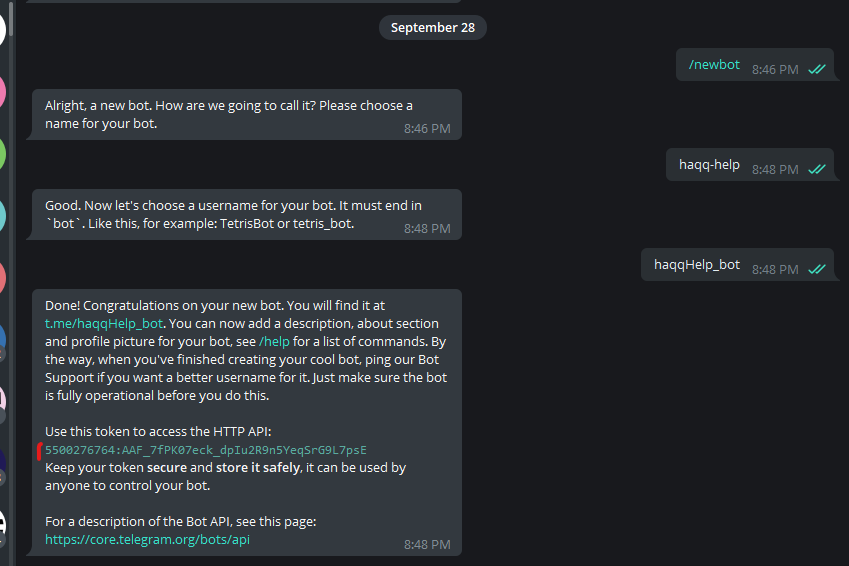 September 28
/newbot 8:46 PM
Alright, a new bot. How are we going to call it? Please choose a
name for your bot. 8:46 PM
haqq-help 8:48 PM
Good. Now let's choose a username for your bot. It must end in
`bot`. Like this, for example: TetrisBot or tetris_bot. 8:48 PM
haqqHelp_bot 8:48 PM
Done! Congratulations on your new bot. You will find it at
t.me/haqqHelp_bot. You can now add a description, about section
and profile picture for your bot, see /help for a list of commands. By
the way, when you've finished creating your cool bot, ping our Bot
Support if you want a better username for it. Just make sure the bot
is fully operational before you do this.
Use this token to access the HTTP API:
5500276764:AAF_7fPK07eck_dpIu2R9n5YeqSrG9L7psE
Keep your token secure and store it safely, it can be used by
anyone to control your bot.
For a description of the Bot API, see this page:
https://core.telegram.org/bots/api 8:48 PM